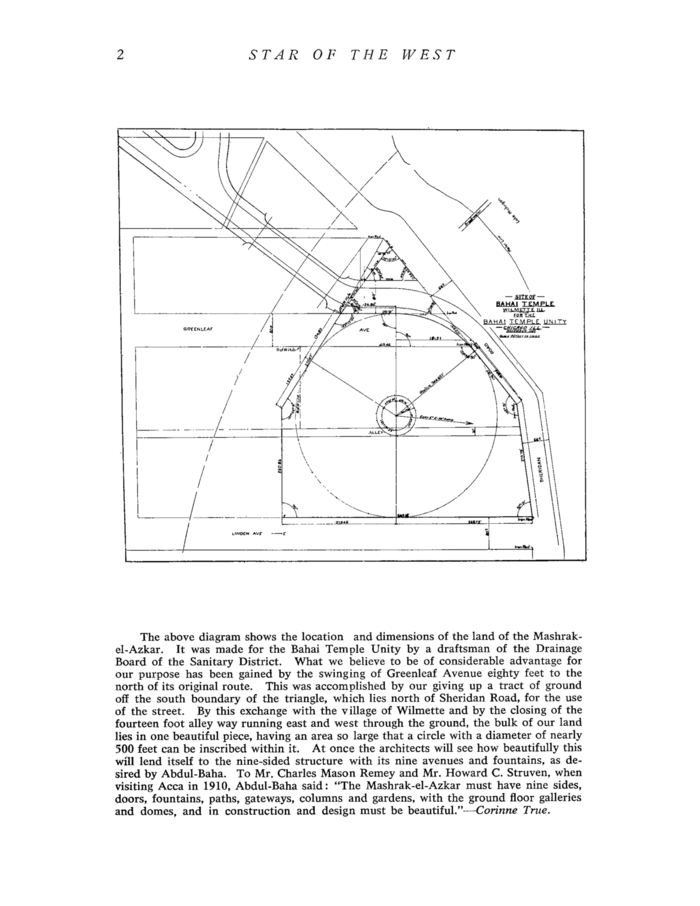 2
STAR OF THE WEST
Lake Michigan
— SITE OF —
BAHAI TEMPLE
WILMETTE ILL.
FOR THE
BAHAI TEMPLE UNITY
— CHICAGO ILL —
GREENLEAF
AVE
ALLEY
SHERIDAN
ROAD
LINDEN AVE
The above diagram shows the location and dimensions of the land of the Mashrak-
el-Azkar. It was made for the Bahai Temple Unity by a draftsman of the Drainage
Board of the Sanitary District. What we believe to be of considerable advantage for
our purpose has been gained by the swinging of Greenleaf Avenue eighty feet to the
north of its original route. This was accomplished by our giving up a tract of ground
off the south boundary of the triangle, which lies north of Sheridan Road, for the use
of the street. By this exchange with the village of Wilmette and by the closing of the
fourteen foot alley way running east and west through the ground, the bulk of our land
lies in one beautiful piece, having an area so large that a circle with a diameter of nearly
500 feet can be inscribed within it. At once the architects will see how beautifully this
will lend itself to the nine-sided structure with its nine avenues and fountains, as de-
sired by Abdul-Baha. To Mr. Charles Mason Remey and Mr. Howard C. Struven, when
visiting Acca in 1910, Abdul-Baha said: "The Mashrak-el-Azkar must have nine sides,
doors, fountains, paths, gateways, columns and gardens, with the ground floor galleries
and domes, and in construction and design must be beautiful."—Corinne True.